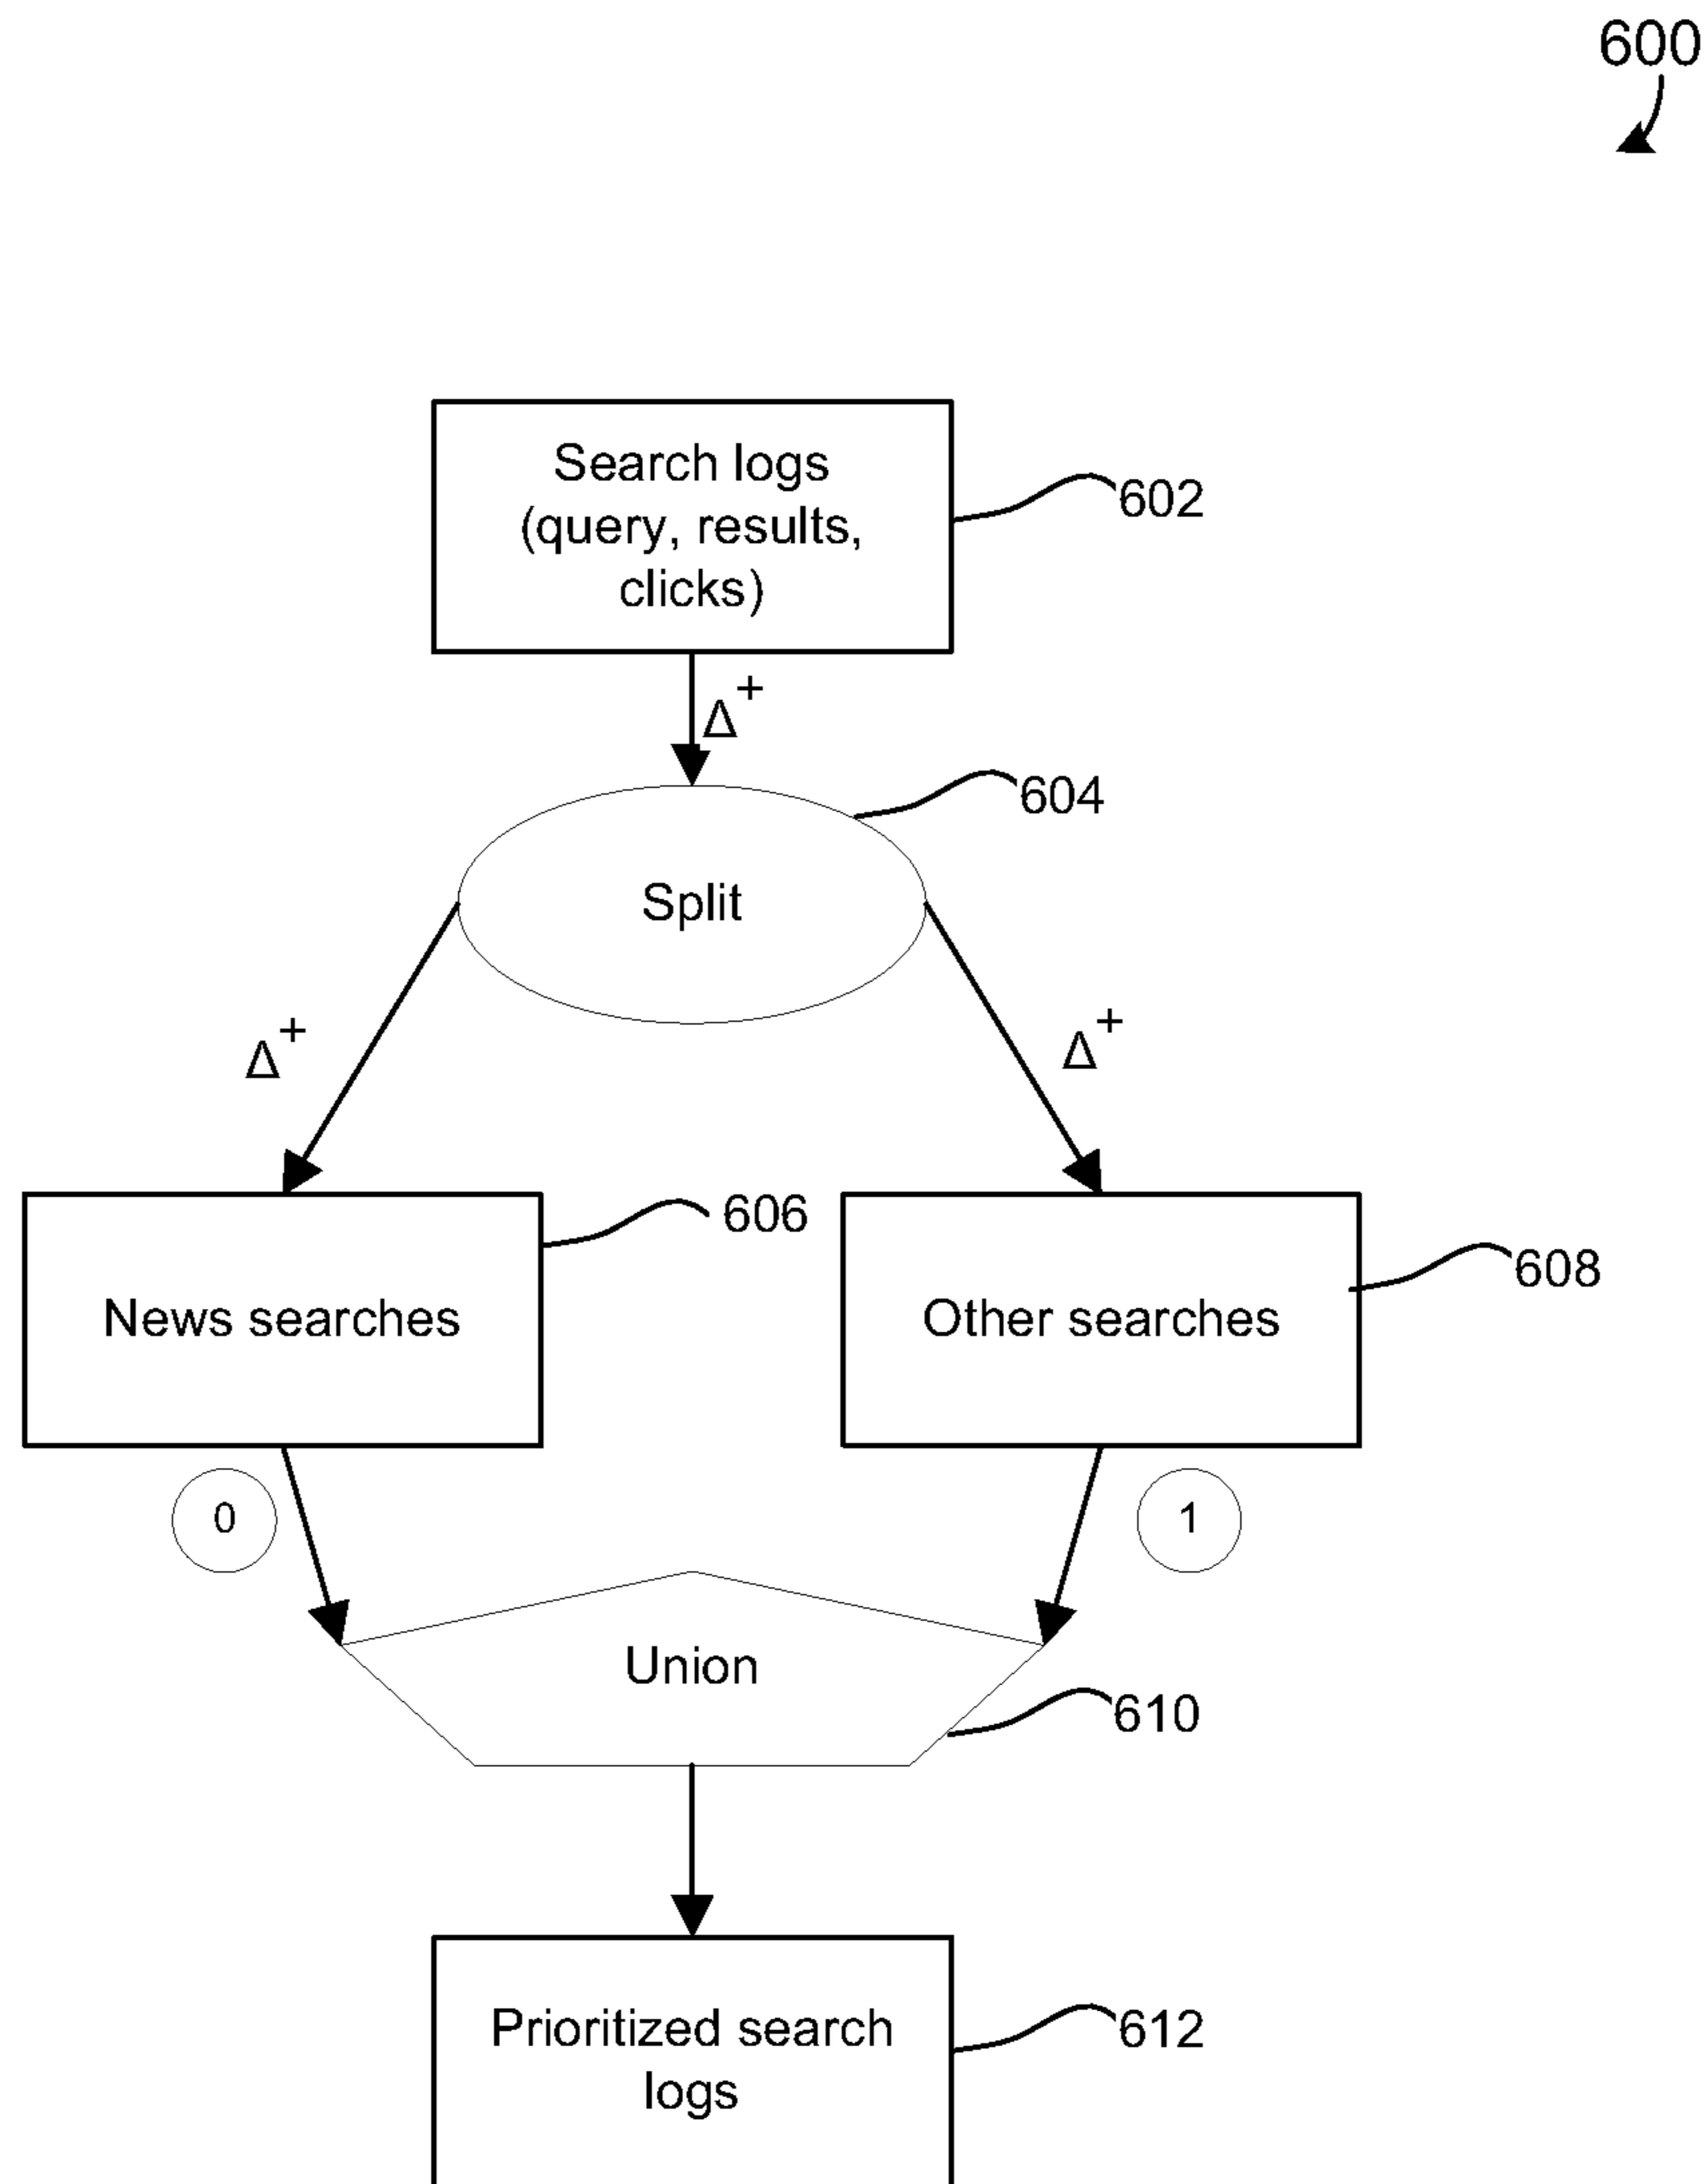 600
Search logs
(query, results,
clicks)
602
Δ+
604
Split
Δ+
Δ+
606
608
News searches
Other searches
0
1
Union
610
Prioritized search
logs
612